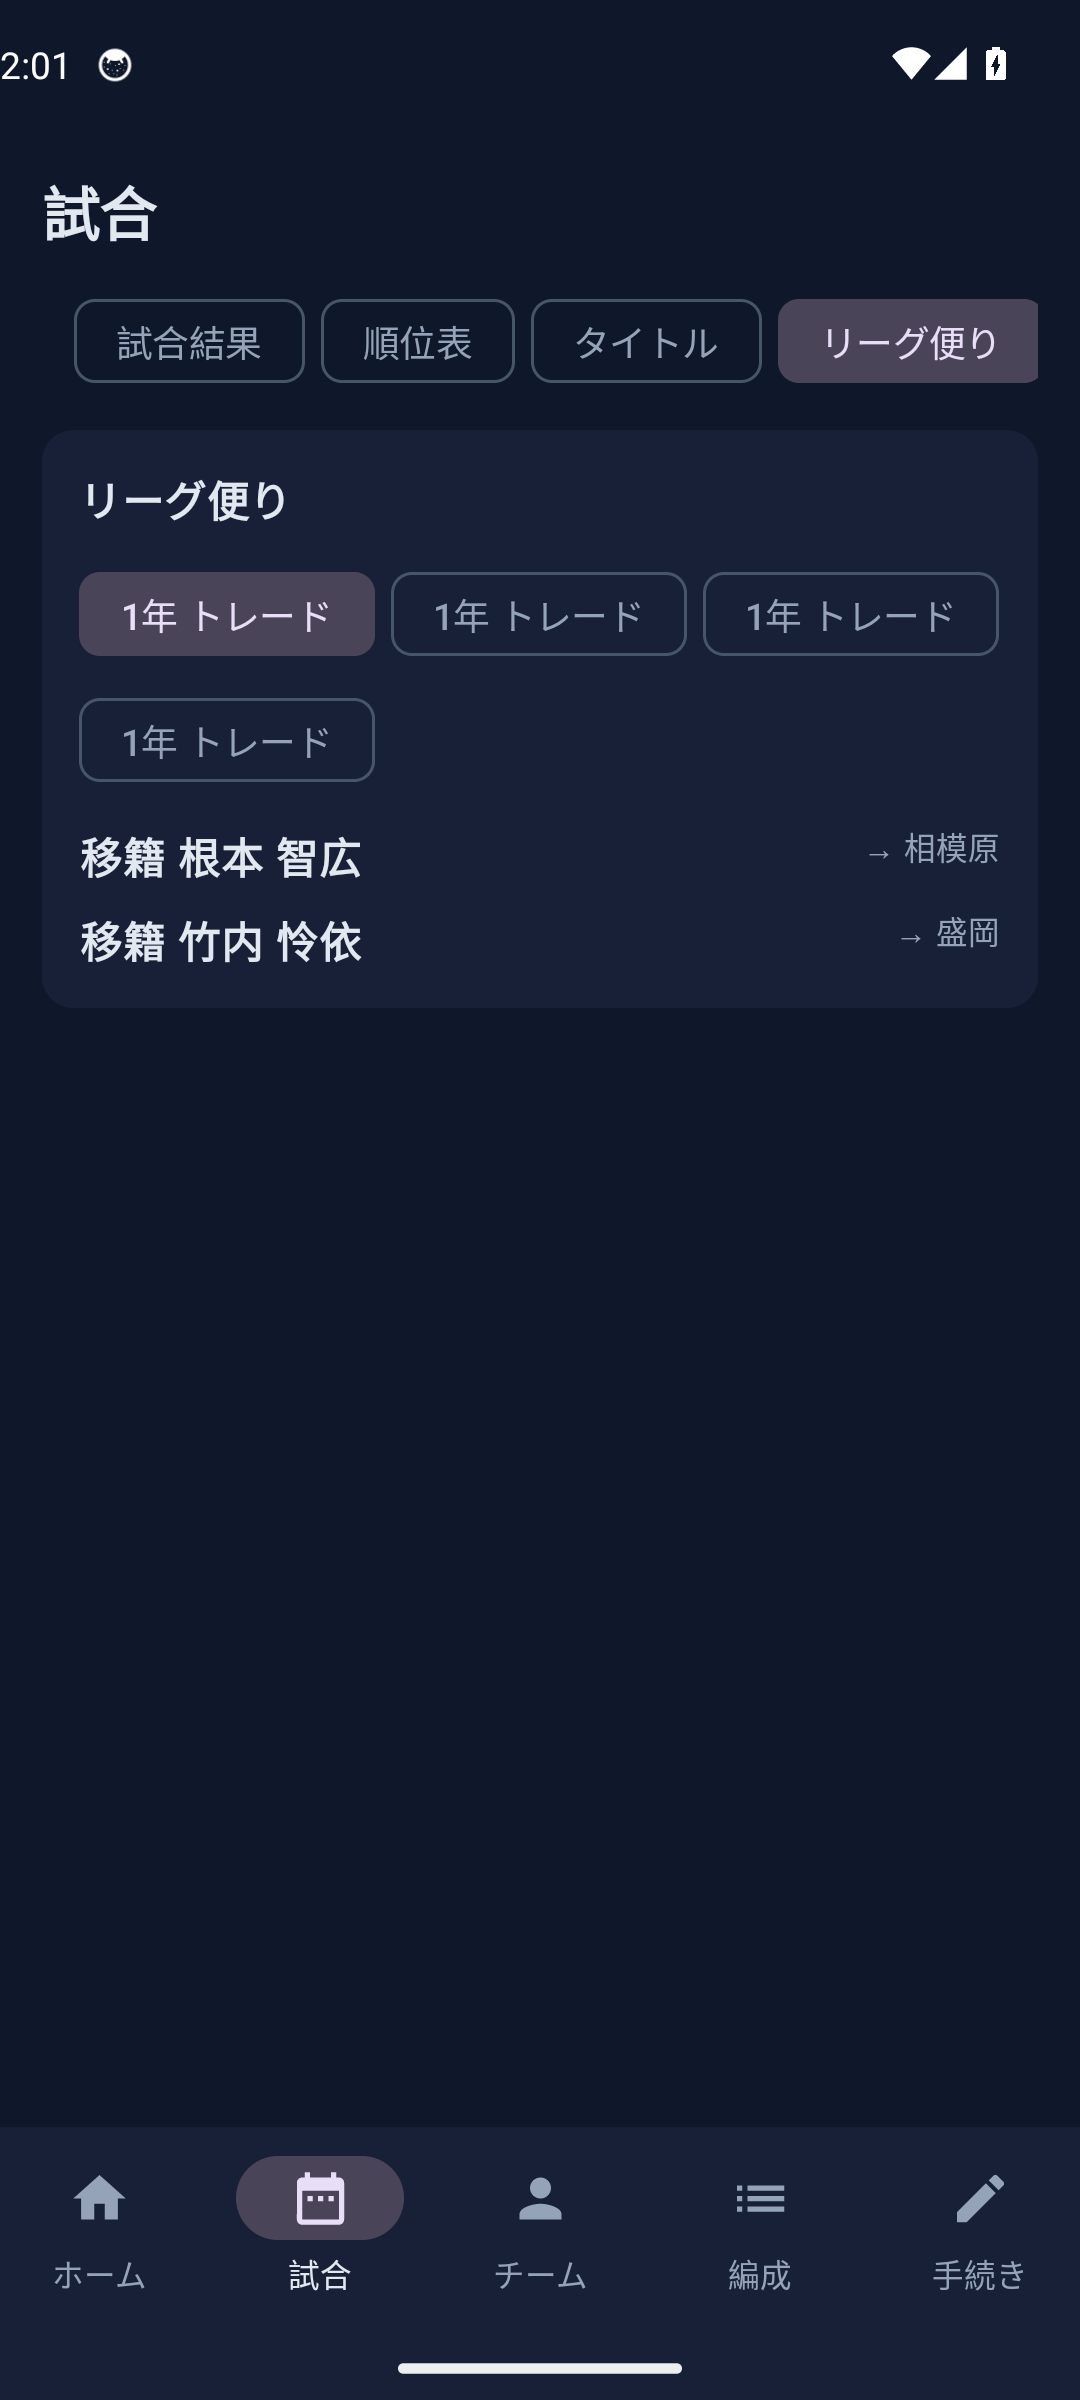 2:01
試合
試合結果 順位表 タイトル リーグ便り
リーグ便り
1年 トレード 1年 トレード 1年 トレード
1年 トレード
移籍 根本 智広 → 相模原
移籍 竹内 怜依 → 盛岡
ホーム 試合 チーム 編成 手続き